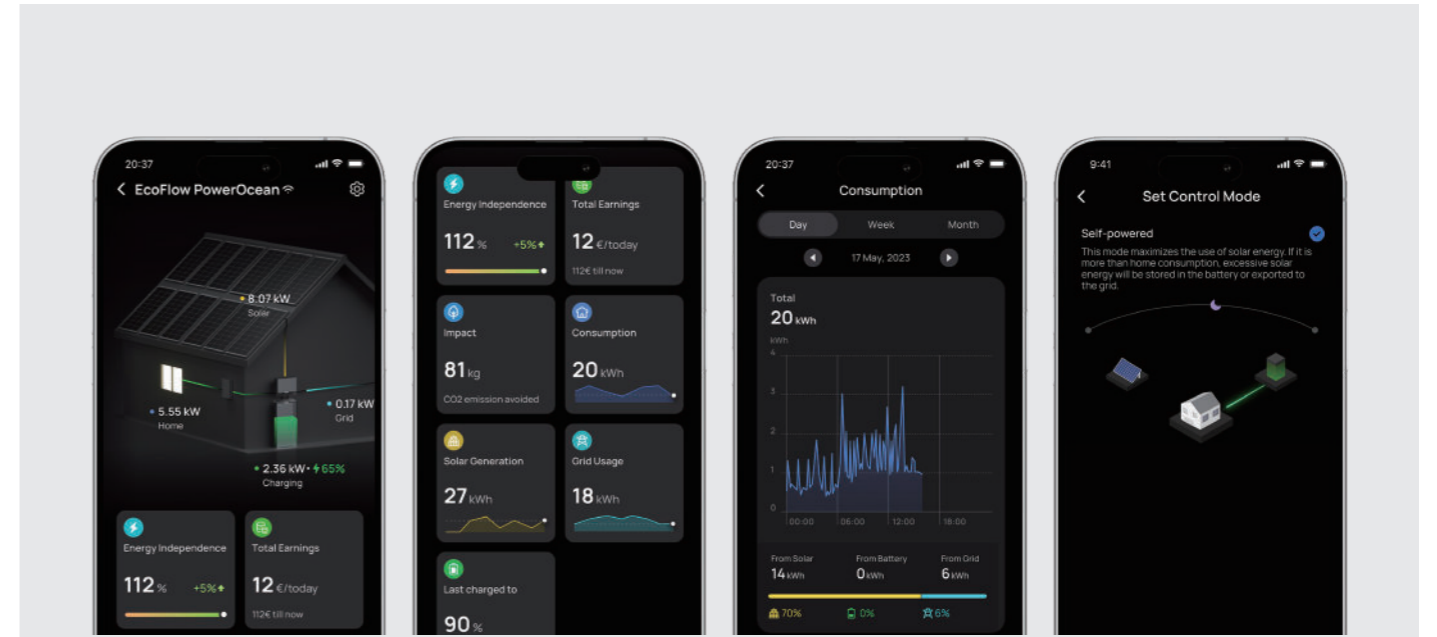 20:37
EcoFlow PowerOcean
8.07 kW
Solar
5.55 kW
Home
0.17 kW
Grid
2.36 kW • 65%
Charging
Energy Independence
112 % +5%
Total Earnings
12 €/today
112€ till now
Energy Independence
112 % +5%
Total Earnings
12 €/today
112€ till now
Impact
81 kg
CO2 emission avoided
Consumption
20 kWh
Solar Generation
27 kWh
Grid Usage
18 kWh
Last charged to
90 %
20:37
Consumption
Day Week Month
17 May, 2023
Total
20 kWh
kWh
4
3
2
1
0
00:00 06:00 12:00 18:00
From Solar From Battery From Grid
14 kWh 0 kWh 6 kWh
70% 0% 6%
9:41
Set Control Mode
Self-powered
This mode maximizes the use of solar energy. If it is
more than home consumption, excessive solar
energy will be stored in the battery or exported to
the grid.